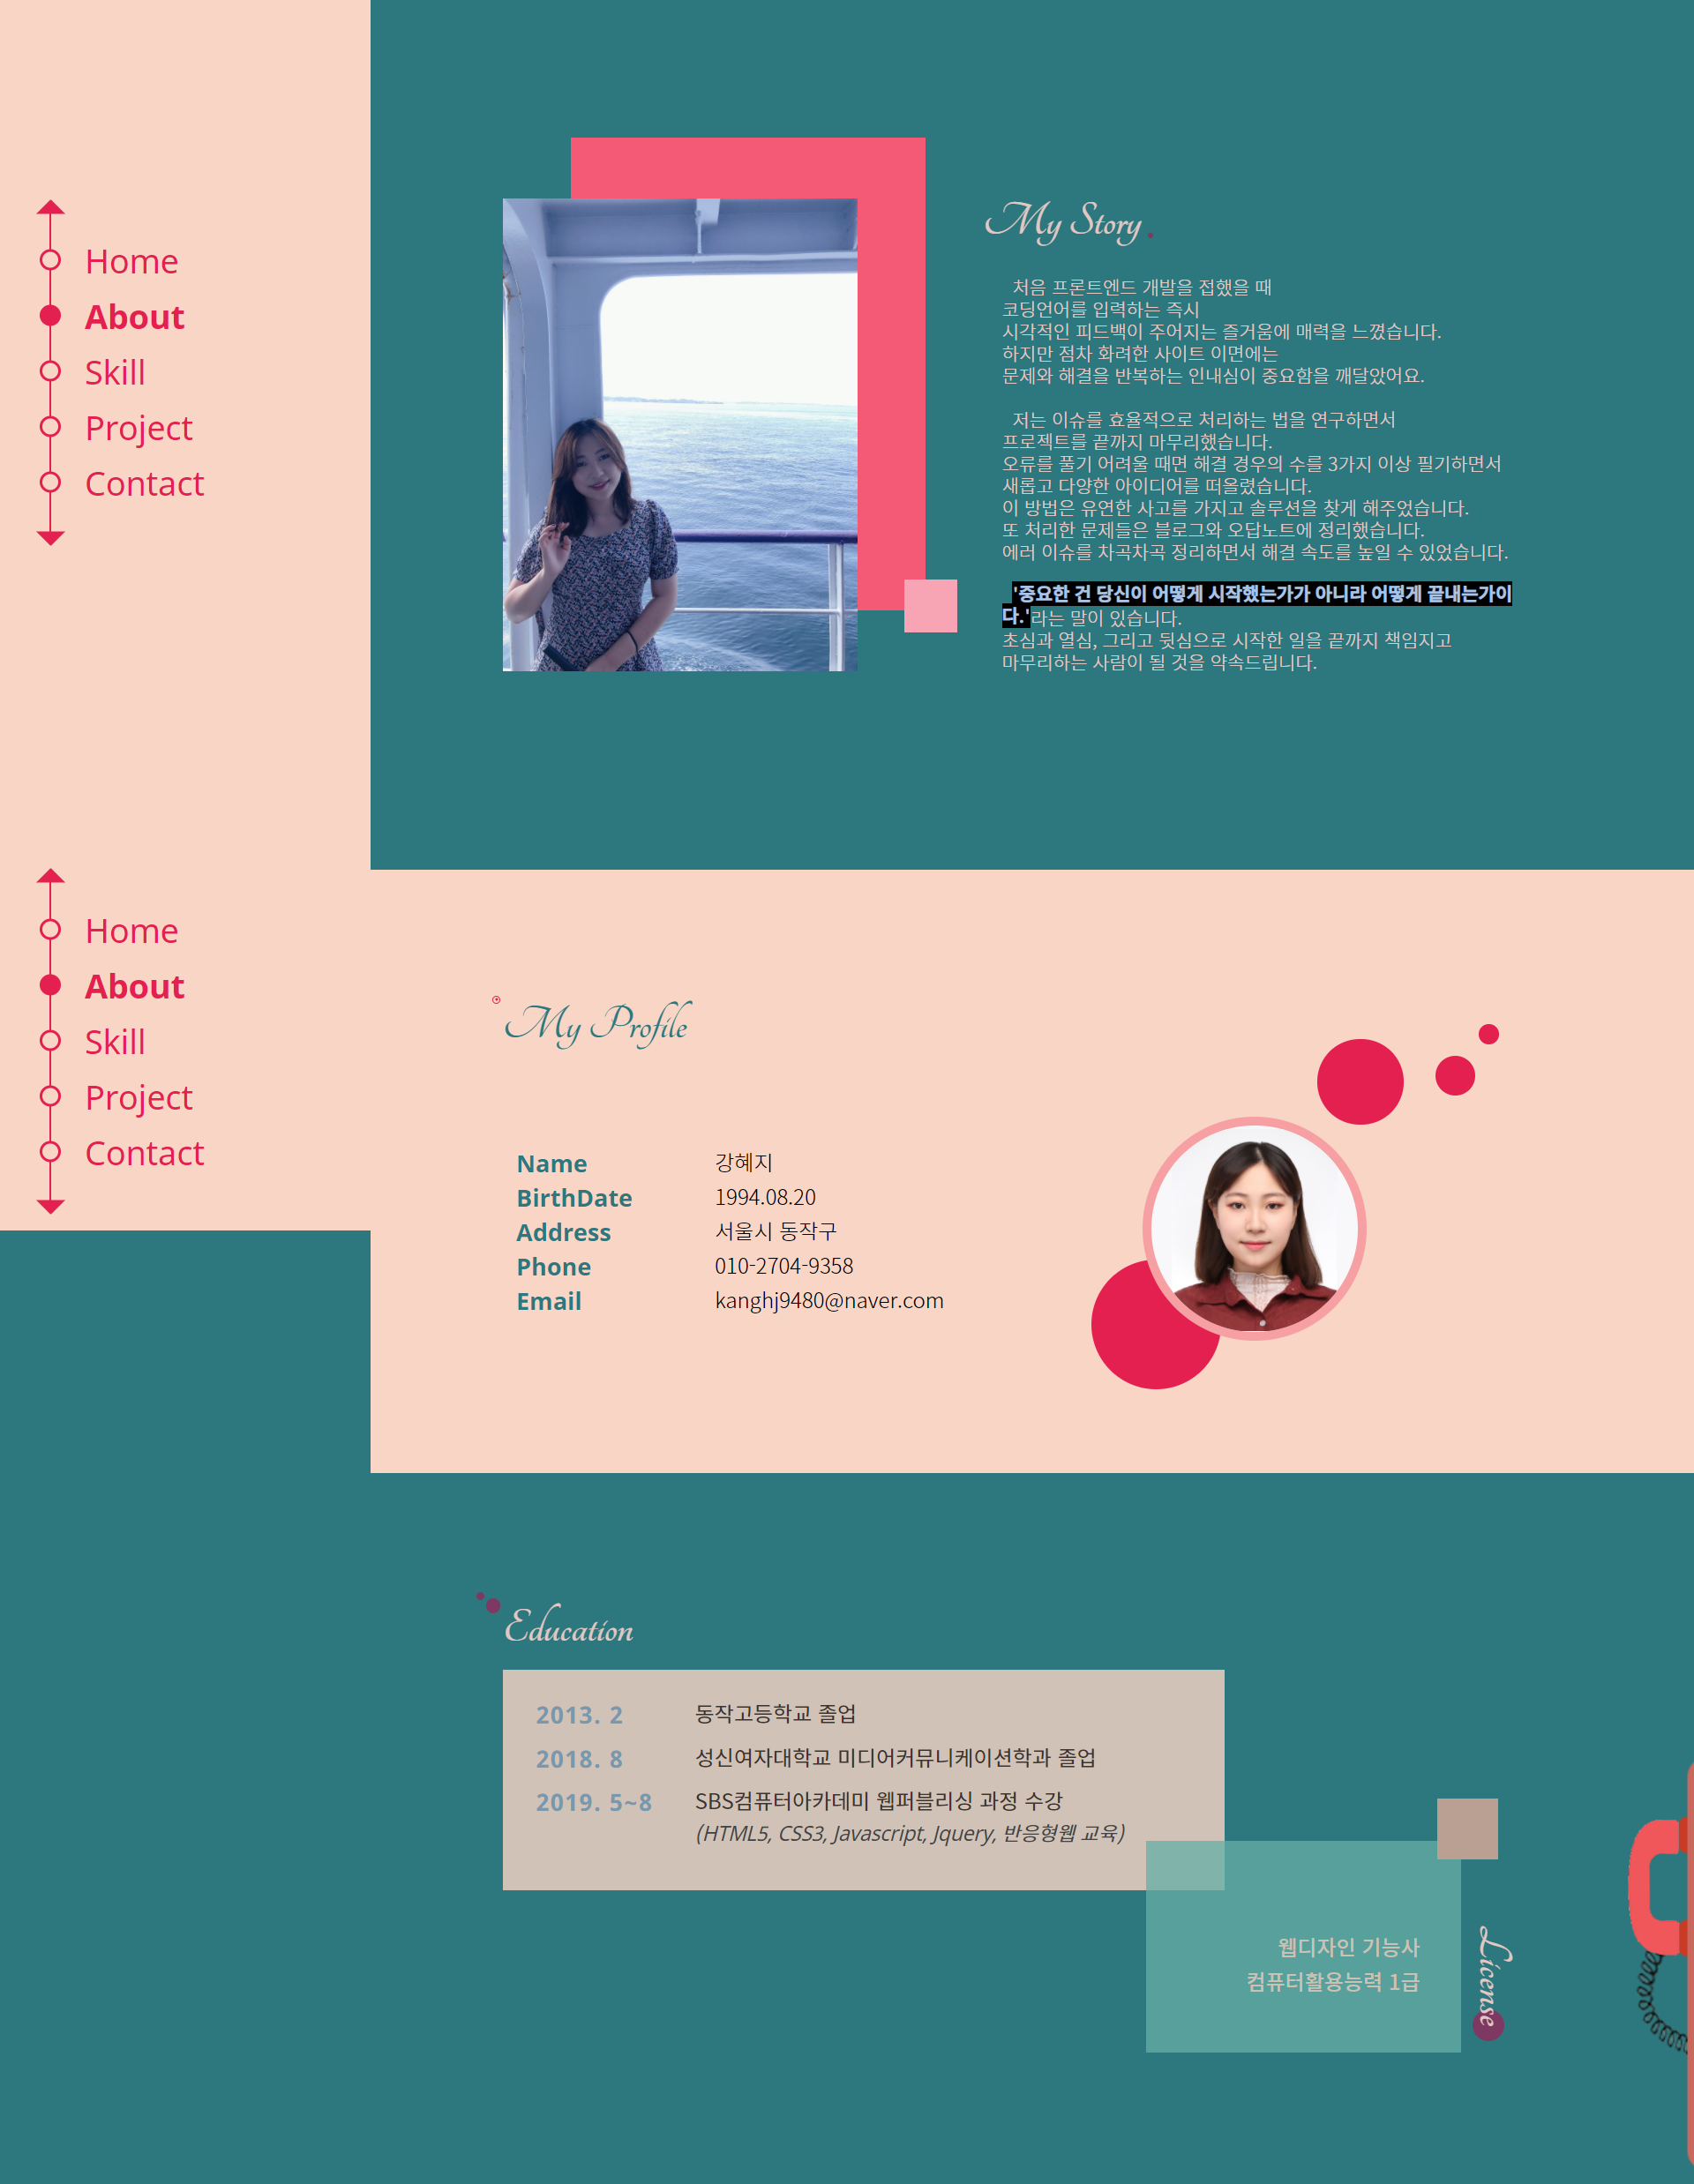 Home
About
Skill
Project
Contact
My Story
처음 프론트엔드 개발을 접했을 때
코딩언어를 입력하는 즉시
시각적인 피드백이 주어지는 즐거움에 매력을 느꼈습니다.
하지만 점차 화려한 사이트 이면에는
문제와 해결을 반복하는 인내심이 중요함을 깨달았어요.
저는 이슈를 효율적으로 처리하는 법을 연구하면서
프로젝트를 끝까지 마무리했습니다.
오류를 풀기 어려울 때면 해결 경우의 수를 3가지 이상 필기하면서
새롭고 다양한 아이디어를 떠올렸습니다.
이 방법은 유연한 사고를 가지고 솔루션을 찾게 해주었습니다.
또 처리한 문제들은 블로그와 오답노트에 정리했습니다.
에러 이슈를 차곡차곡 정리하면서 해결 속도를 높일 수 있었습니다.
'중요한 건 당신이 어떻게 시작했는가가 아니라 어떻게 끝내는가이
다.'라는 말이 있습니다.
초심과 열심, 그리고 뒷심으로 시작한 일을 끝까지 책임지고
마무리하는 사람이 될 것을 약속드립니다.
Home
About
Skill
Project
Contact
My Profile
Name 강혜지
BirthDate 1994.08.20
Address 서울시 동작구
Phone 010-2704-9358
Email kanghj9480@naver.com
Education
2013. 2 동작고등학교 졸업
2018. 8 성신여자대학교 미디어커뮤니케이션학과 졸업
2019. 5~8 SBS컴퓨터아카데미 웹퍼블리싱 과정 수강
(HTML5, CSS3, Javascript, Jquery, 반응형웹 교육)
웹디자인 기능사
컴퓨터활용능력 1급
License